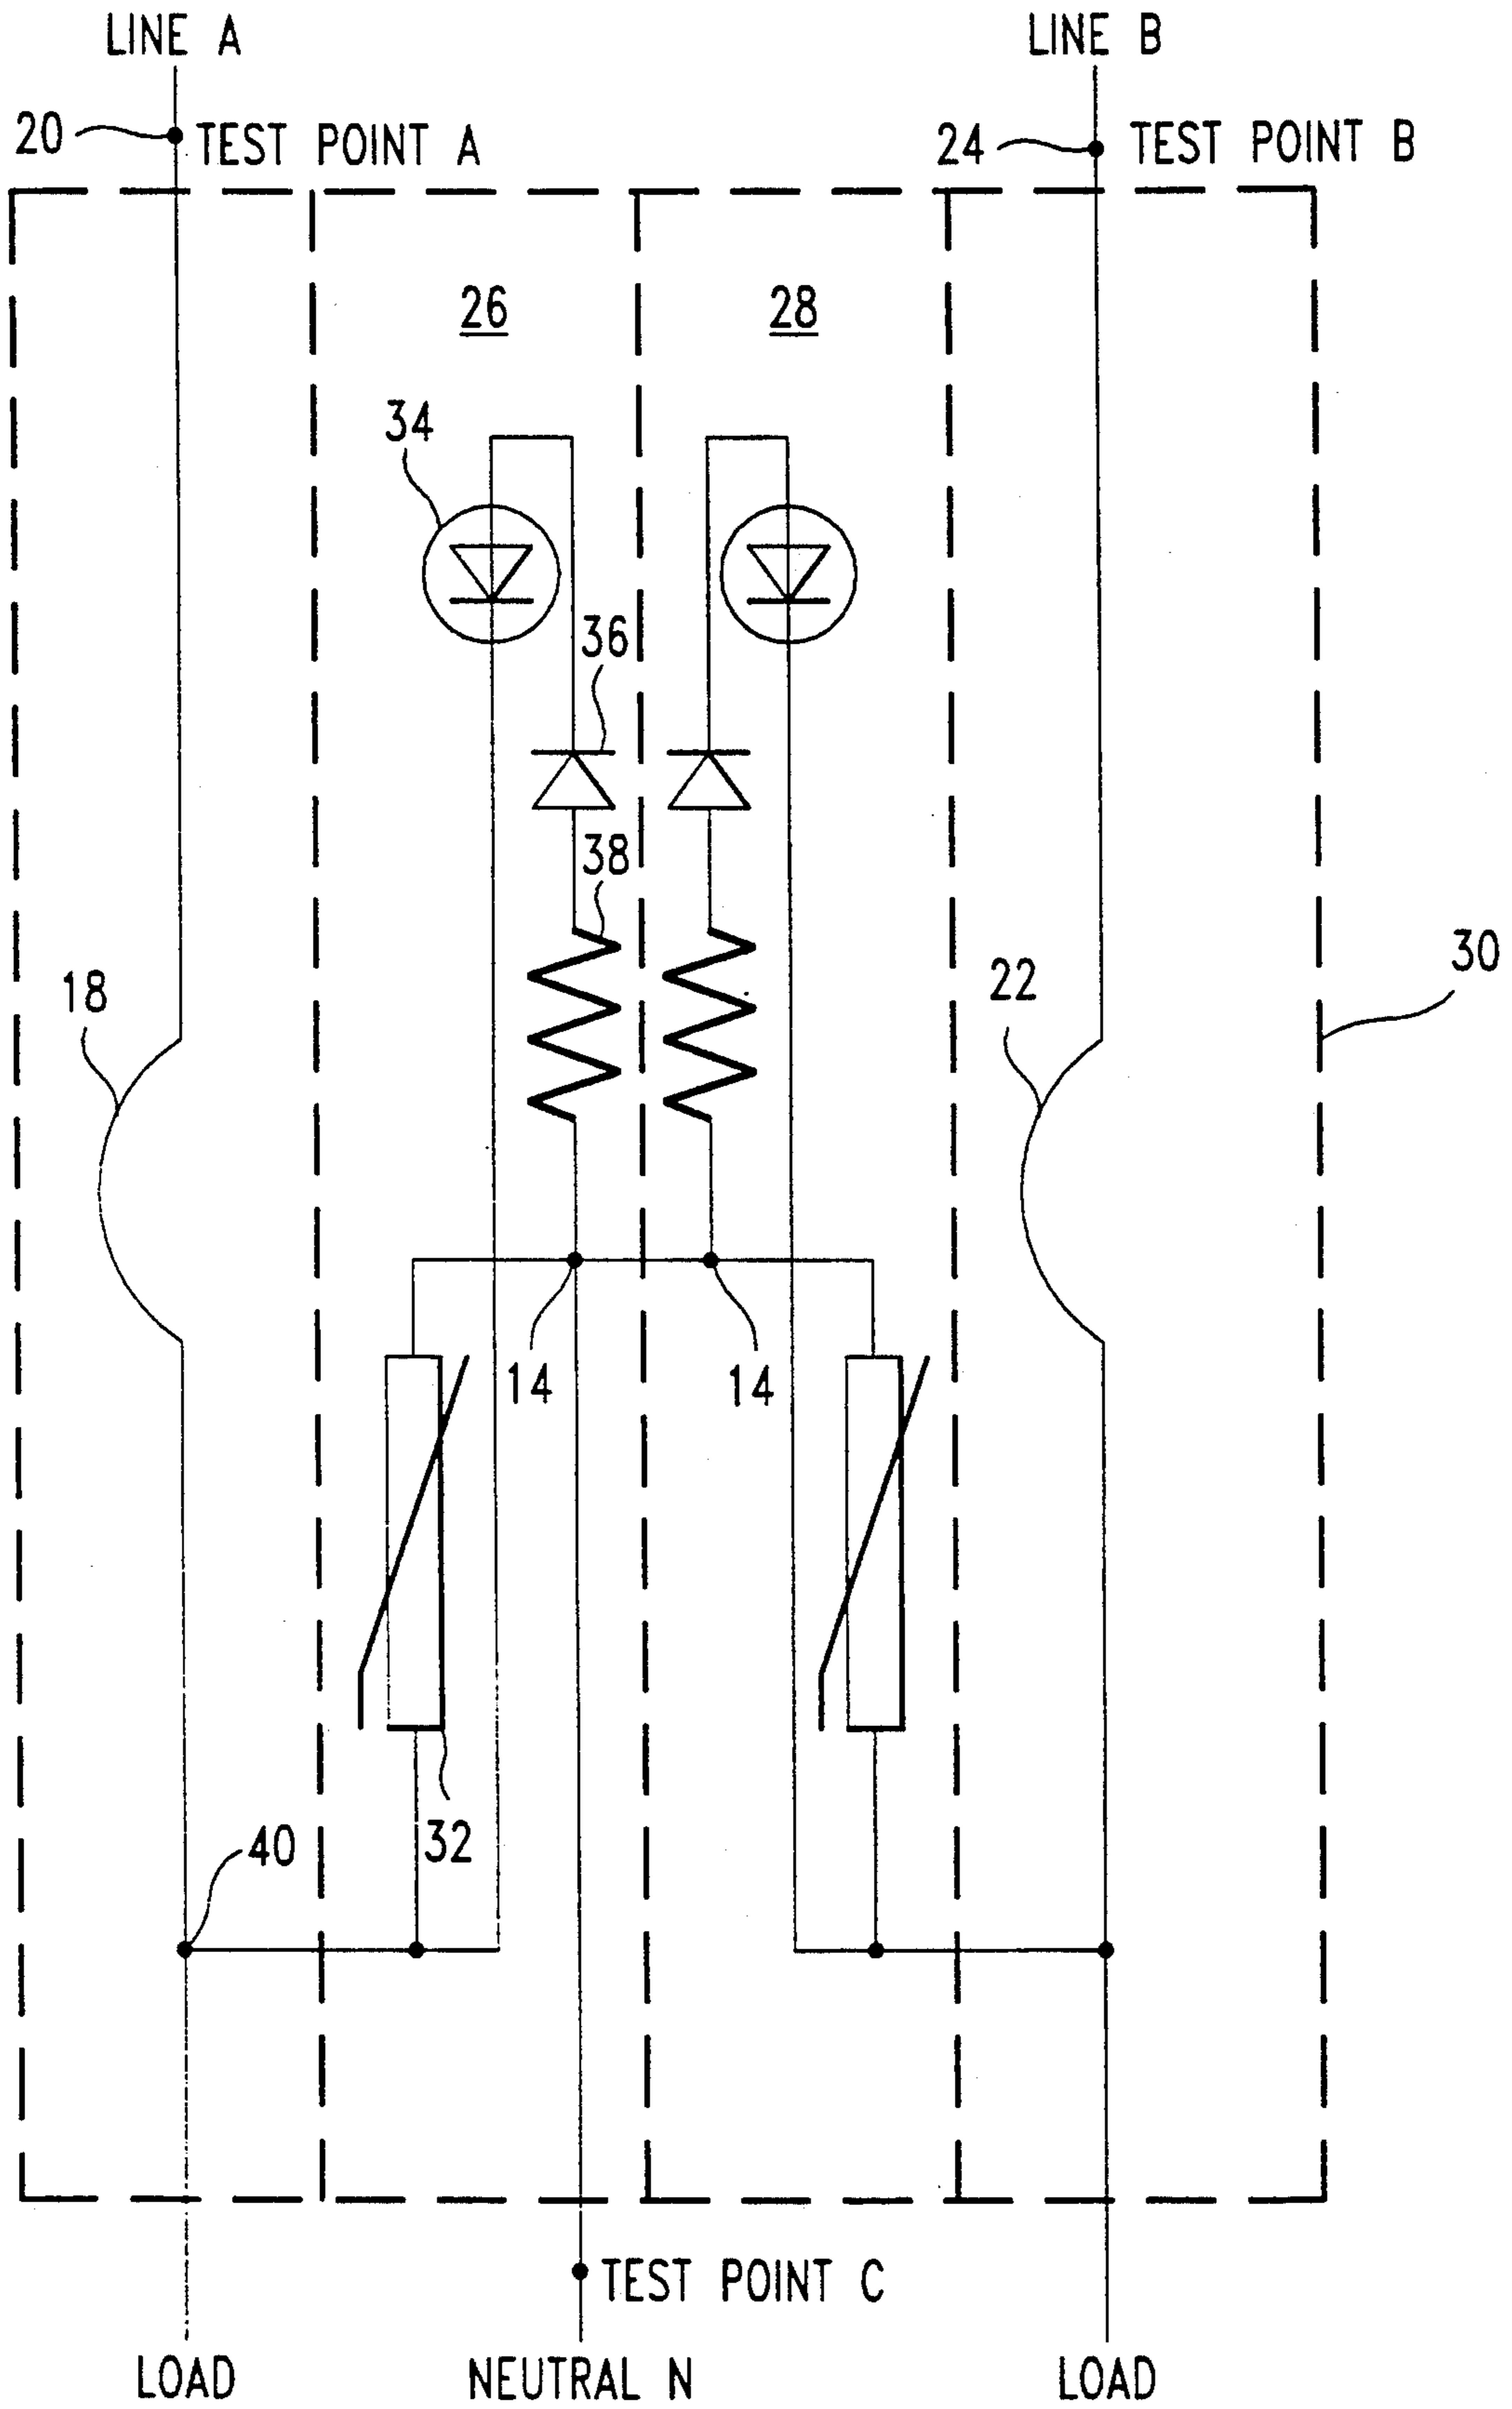 LINE A
LINE B
20
TEST POINT A
24
TEST POINT B
26
28
34
36
38
18
22
30
14
14
32
40
TEST POINT C
LOAD
NEUTRAL N
LOAD